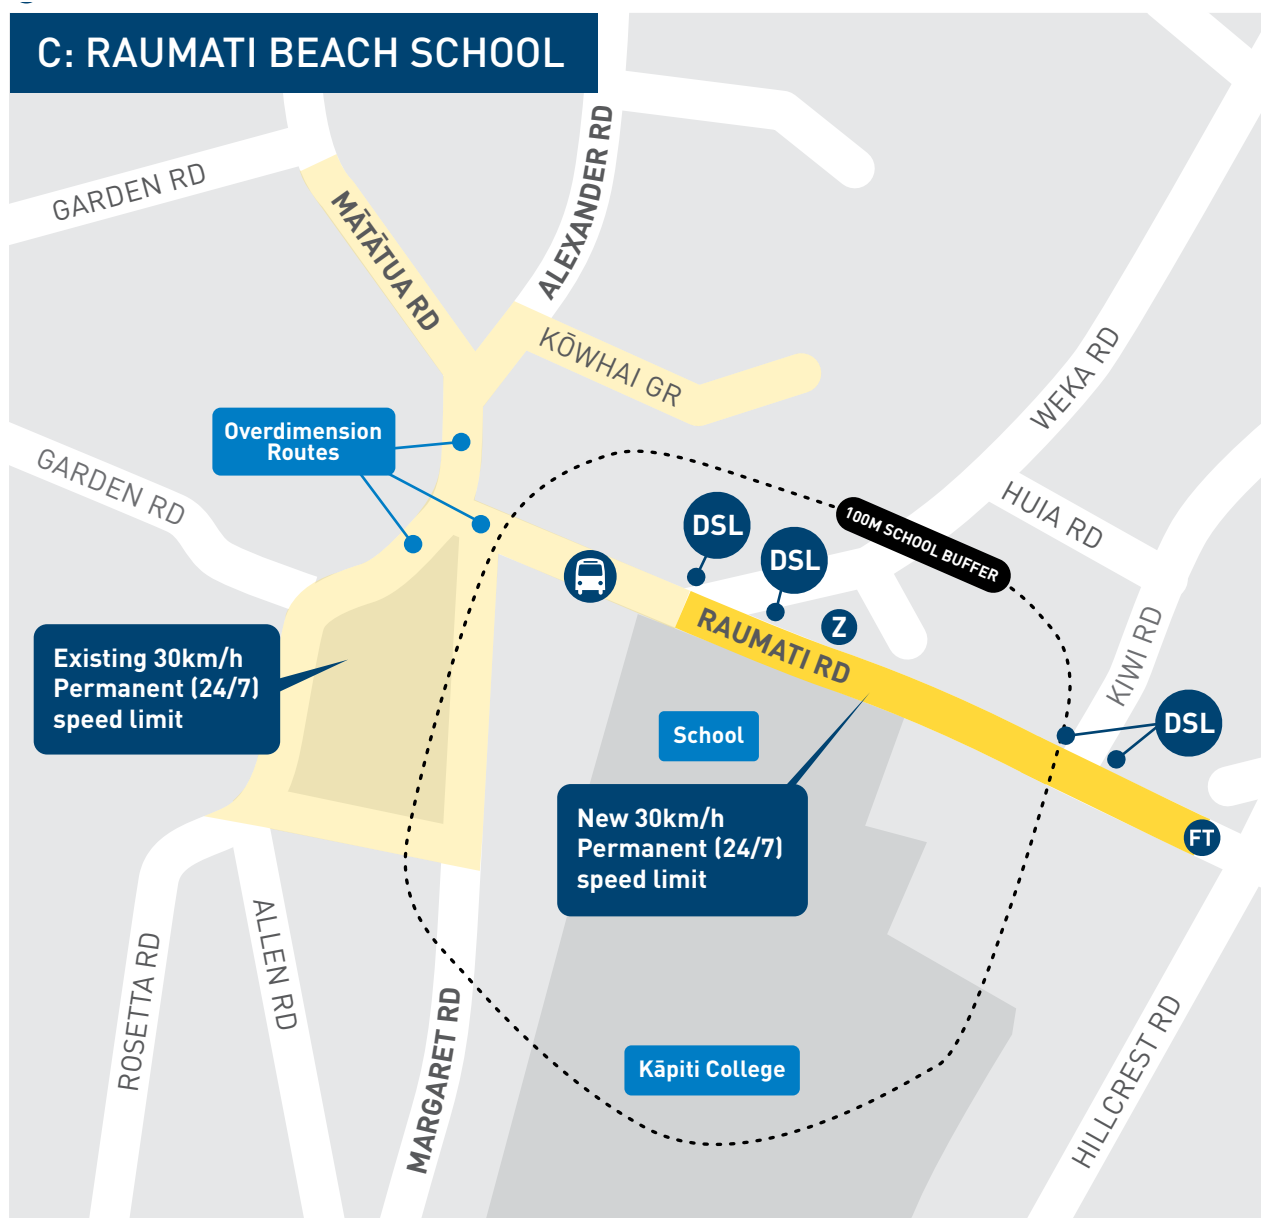 C: RAUMATI BEACH SCHOOL
GARDEN RD
MĀTĀTUA RD
ALEXANDER RD
KŌWHAI GR
WEKA RD
Overdimension
Routes
GARDEN RD
HUIA RD
100M SCHOOL BUFFER
DSL
DSL
Z
RAUMATI RD
KIWI RD
DSL
Existing 30km/h
Permanent (24/7)
speed limit
School
New 30km/h
Permanent (24/7)
speed limit
FT
ROSETTA RD
ALLEN RD
MARGARET RD
Kāpiti College
HILLCREST RD